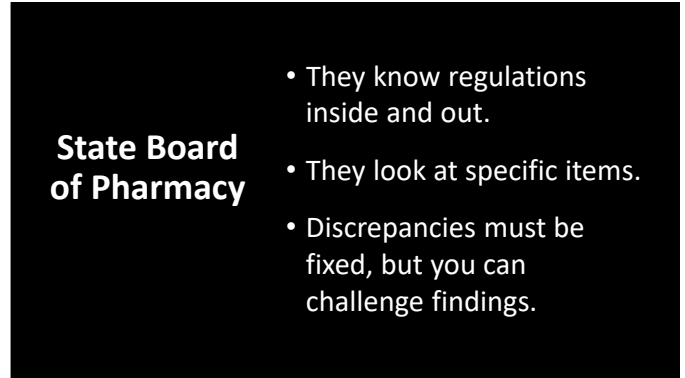 State Board
of Pharmacy
• They know regulations
inside and out.
• They look at specific items.
• Discrepancies must be
fixed, but you can
challenge findings.